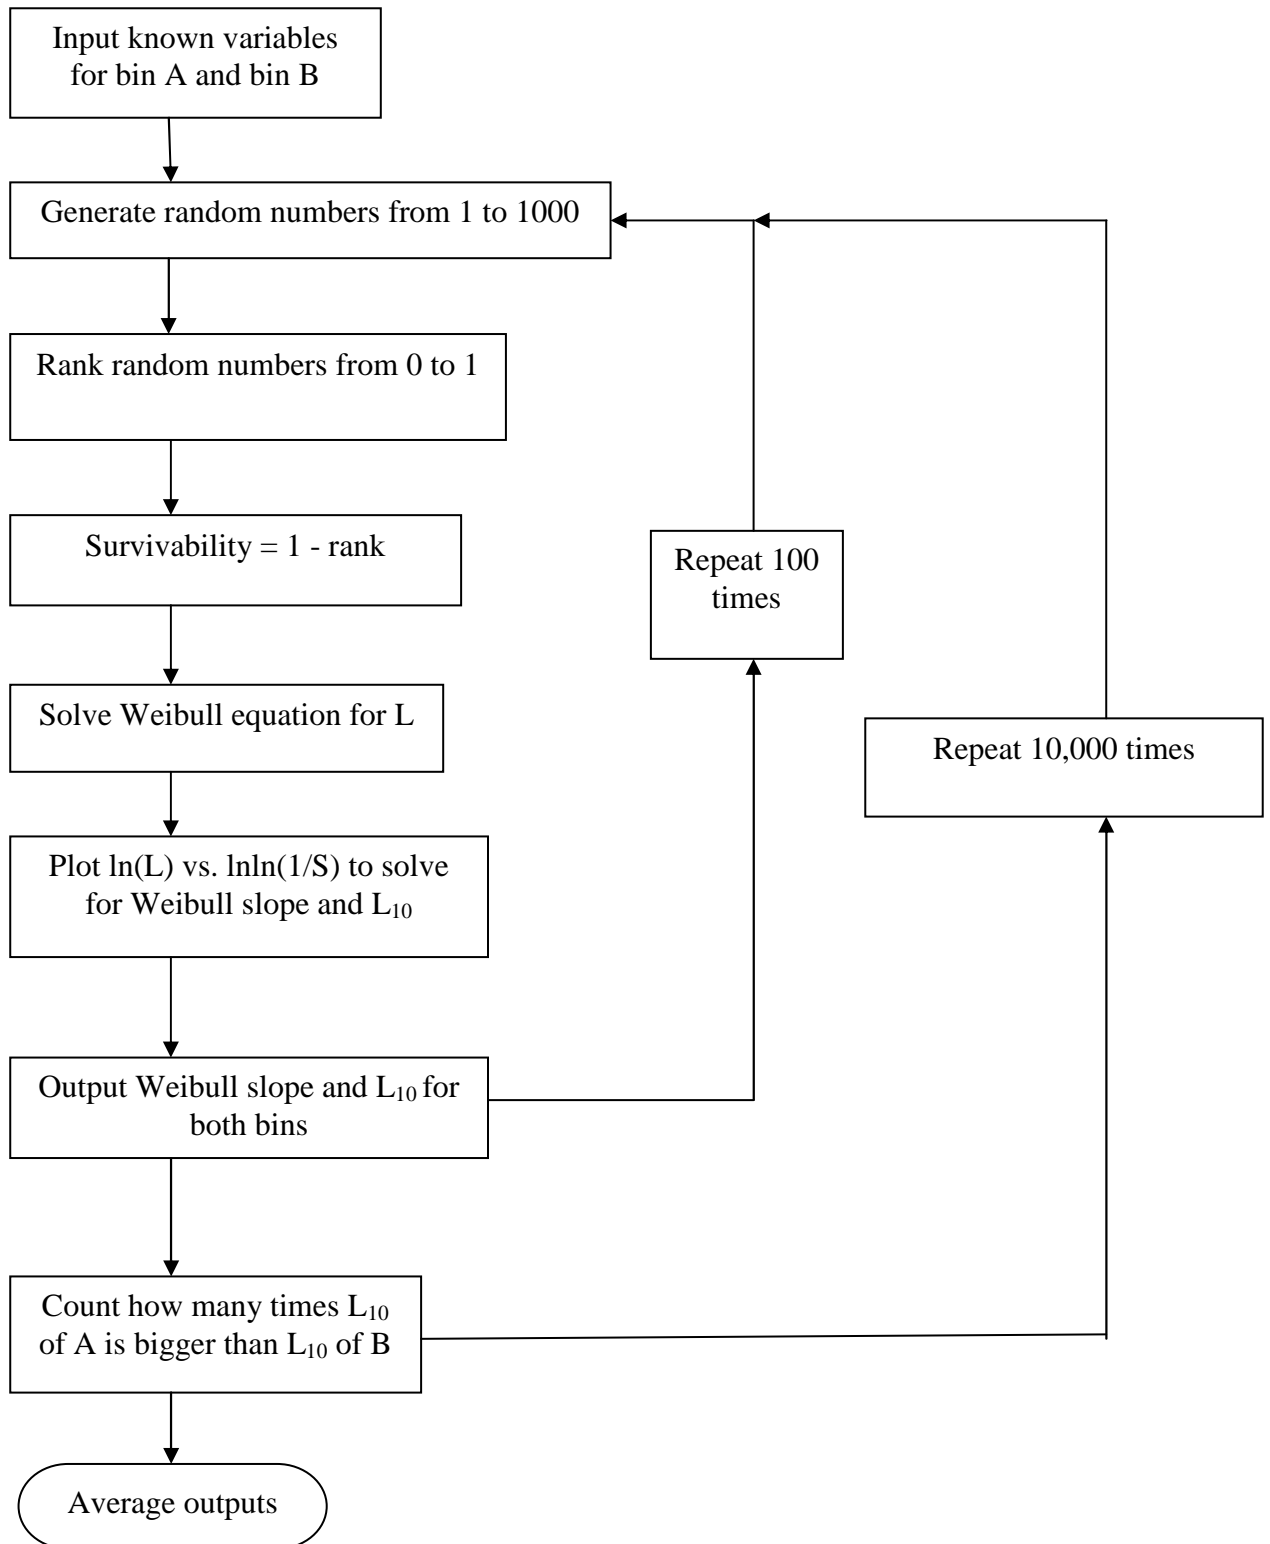 Input known variables
for bin A and bin B
Generate random numbers from 1 to 1000
Rank random numbers from 0 to 1
Survivability = 1 - rank
Solve Weibull equation for L
Plot ln(L) vs. lnln(1/S) to solve
for Weibull slope and L₁₀
Output Weibull slope and L₁₀ for
both bins
Count how many times L₁₀
of A is bigger than L₁₀ of B
Average outputs
Repeat 100
times
Repeat 10,000 times